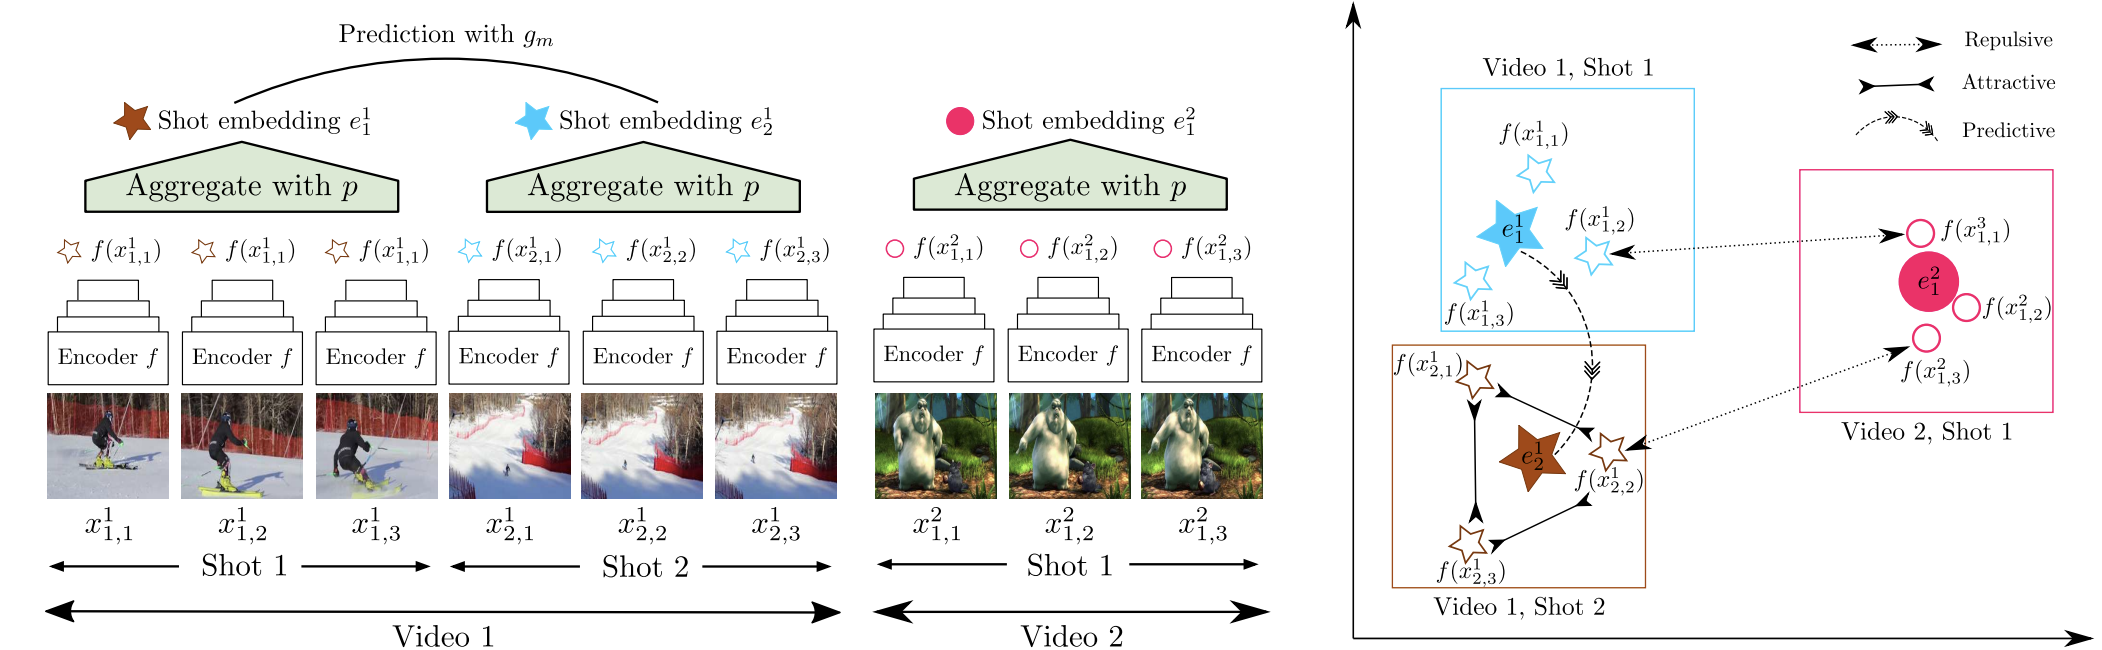 Prediction with g_m
Shot embedding e_1^1
Shot embedding e_2^1
Shot embedding e_1^2
Aggregate with p
Aggregate with p
Aggregate with p
f(x_{1,1}^1)
f(x_{1,1}^1)
f(x_{1,1}^1)
f(x_{2,1}^1)
f(x_{2,2}^1)
f(x_{2,3}^1)
f(x_{1,1}^2)
f(x_{1,2}^2)
f(x_{1,3}^2)
Encoder f
Encoder f
Encoder f
Encoder f
Encoder f
Encoder f
Encoder f
Encoder f
Encoder f
x_{1,1}^1
x_{1,2}^1
x_{1,3}^1
x_{2,1}^1
x_{2,2}^1
x_{2,3}^1
x_{1,1}^2
x_{1,2}^2
x_{1,3}^2
Shot 1
Shot 2
Shot 1
Video 1
Video 2
Repulsive
Attractive
Predictive
Video 1, Shot 1
f(x_{1,1}^1)
e_1^1
f(x_{1,2}^1)
f(x_{1,3}^1)
f(x_{1,1}^3)
e_1^2
f(x_{1,2}^2)
f(x_{1,3}^2)
Video 2, Shot 1
f(x_{2,1}^1)
e_2^1
f(x_{2,2}^1)
f(x_{2,3}^1)
Video 1, Shot 2